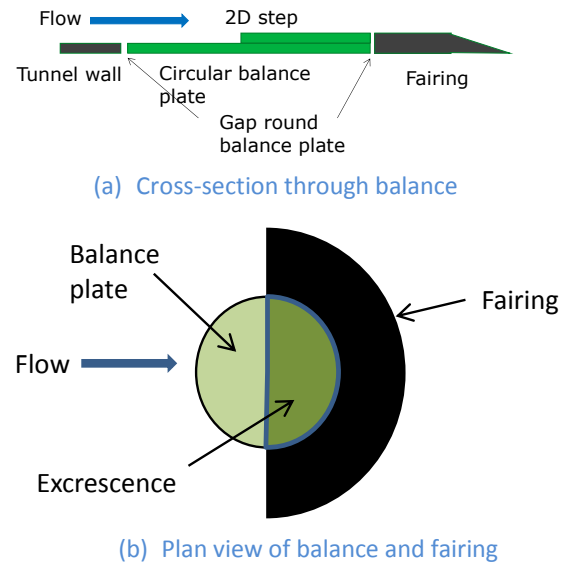 Flow
2D step
Tunnel wall
Circular balance
plate
Fairing
Gap round
balance plate
(a) Cross-section through balance
Balance
plate
Fairing
Flow
Excrescence
(b) Plan view of balance and fairing